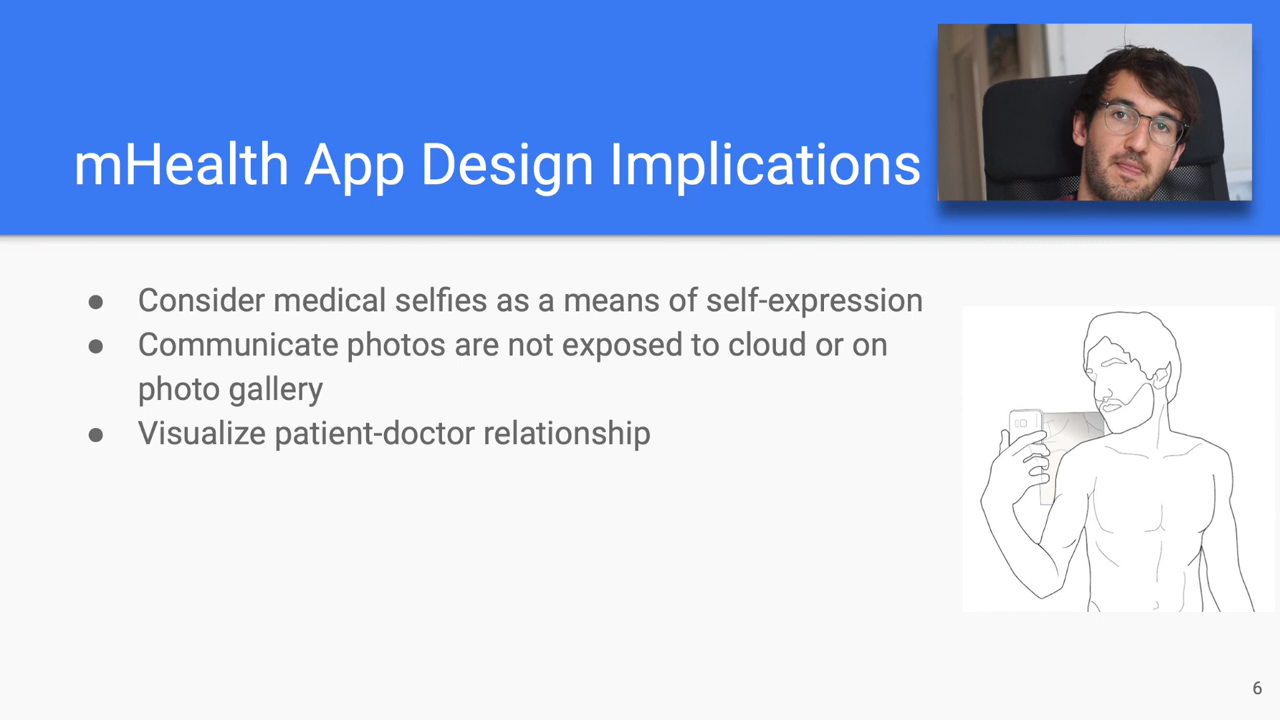 mHealth App Design Implications
● Consider medical selfies as a means of self-expression
● Communicate photos are not exposed to cloud or on
photo gallery
● Visualize patient-doctor relationship
6